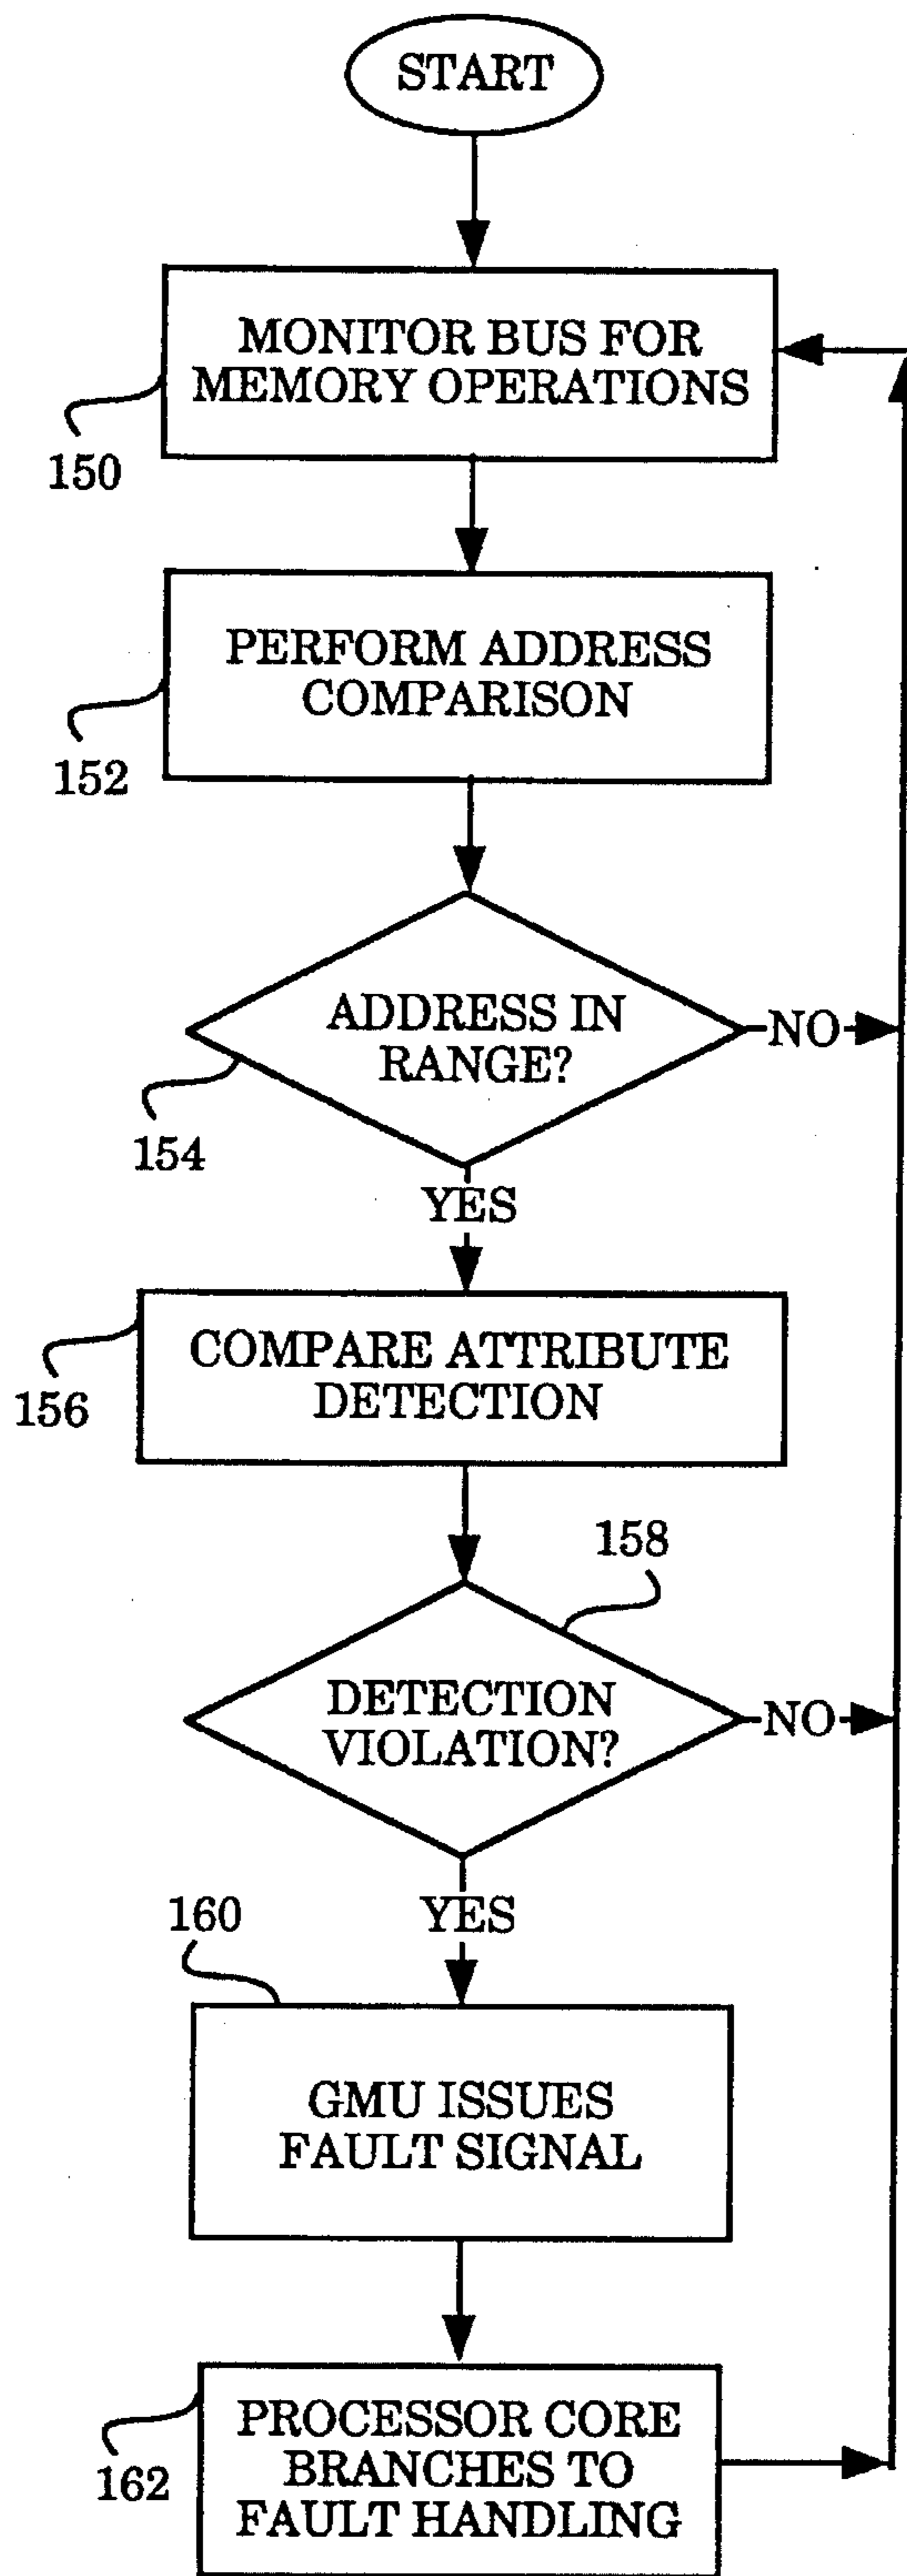 START
MONITOR BUS FOR
MEMORY OPERATIONS
150
PERFORM ADDRESS
COMPARISON
152
ADDRESS IN
RANGE?
NO
154
YES
COMPARE ATTRIBUTE
DETECTION
156
158
DETECTION
VIOLATION?
NO
YES
160
GMU ISSUES
FAULT SIGNAL
PROCESSOR CORE
BRANCHES TO
FAULT HANDLING
162